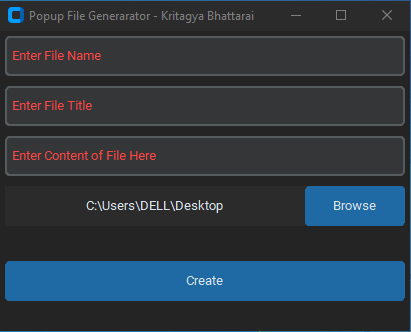 Popup File Generarator - Kritagya Bhattarai
Enter File Name
Enter File Title
Enter Content of File Here
C:\Users\DELL\Desktop
Browse
Create